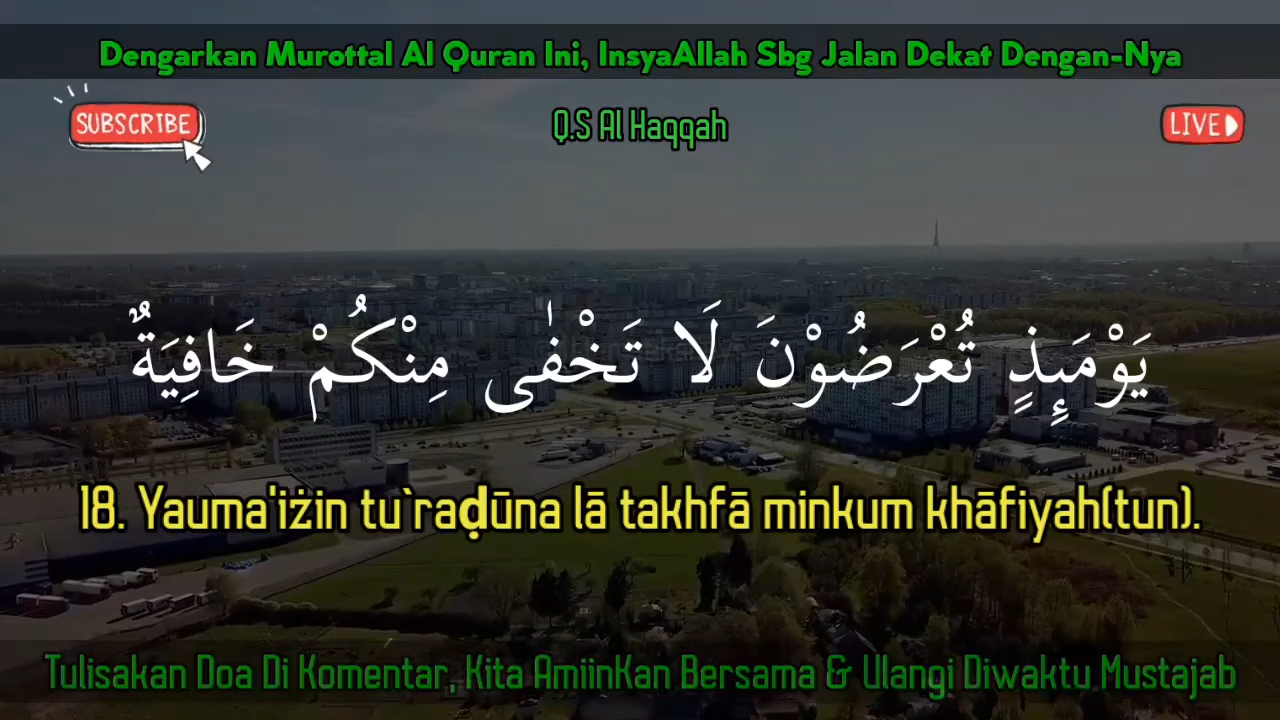 Dengarkan Murottal Al Quran Ini, InsyaAllah Sbg Jalan Dekat Dengan-Nya
SUBSCRIBE
Q.S Al Haqqah
LIVE
يَوْمَىِٕذٍ تُعْرَضُوْنَ لَا تَخْفٰى مِنْكُمْ خَافِيَةٌ
18. Yauma'iżin tu`raḍūna lā takhfā minkum khāfiyah(tun).
Tulisakan Doa Di Komentar, Kita AmiinKan Bersama & Ulangi Diwaktu Mustajab